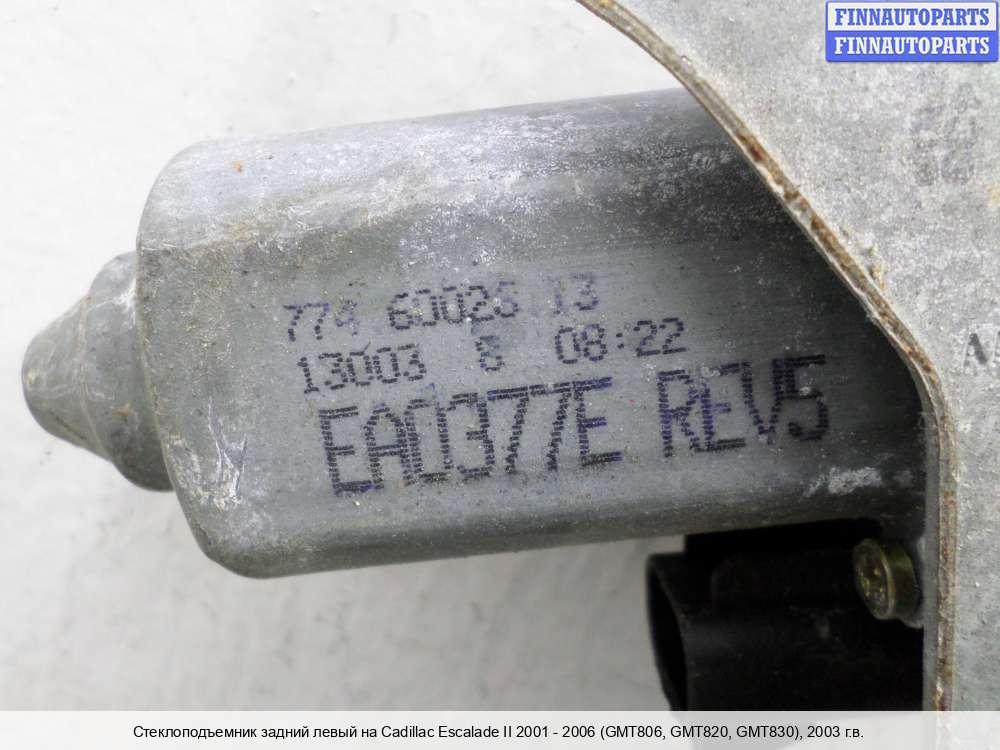 FINNAUTOPARTS
FINNAUTOPARTS
774 60026 13
13003 8 08:22
EA0377E REV5
Стеклоподъемник задний левый на Cadillac Escalade II 2001 - 2006 (GMT806, GMT820, GMT830), 2003 г.в.